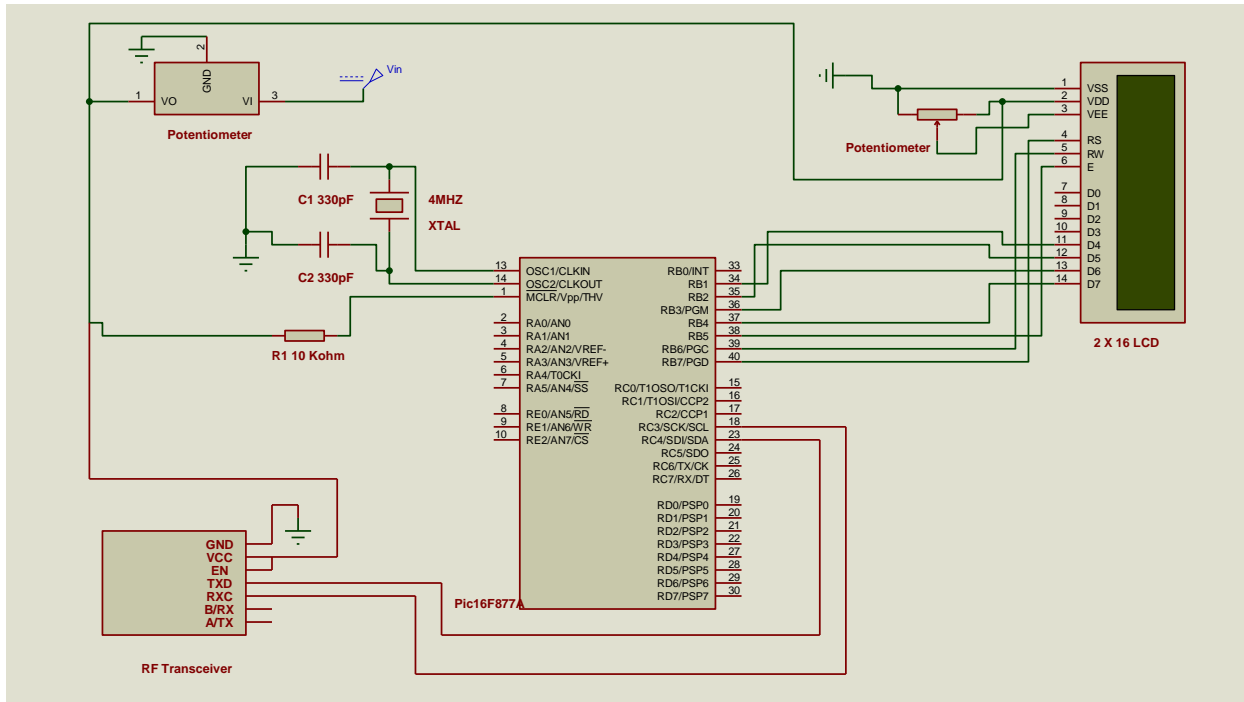 2
GND
1
VO
VI
3
Vin
Potentiometer
C1 330pF
4MHZ
XTAL
C2 330pF
R1 10 Kohm
13 OSC1/CLKIN
14 OSC2/CLKOUT
1 MCLR/Vpp/THV
2 RA0/AN0
3 RA1/AN1
4 RA2/AN2/VREF-
5 RA3/AN3/VREF+
6 RA4/T0CKI
7 RA5/AN4/SS
8 RE0/AN5/RD
9 RE1/AN6/WR
10 RE2/AN7/CS
RB0/INT 33
RB1 34
RB2 35
RB3/PGM 36
RB4 37
RB5 38
RB6/PGC 39
RB7/PGD 40
RC0/T1OSO/T1CKI 15
RC1/T1OSI/CCP2 16
RC2/CCP1 17
RC3/SCK/SCL 18
RC4/SDI/SDA 23
RC5/SDO 24
RC6/TX/CK 25
RC7/RX/DT 26
RD0/PSP0 19
RD1/PSP1 20
RD2/PSP2 21
RD3/PSP3 22
RD4/PSP4 27
RD5/PSP5 28
RD6/PSP6 29
RD7/PSP7 30
Pic16F877A
Potentiometer
1 VSS
2 VDD
3 VEE
4 RS
5 RW
6 E
7 D0
8 D1
9 D2
10 D3
11 D4
12 D5
13 D6
14 D7
2 X 16 LCD
GND
VCC
EN
TXD
RXC
B/RX
A/TX
RF Transceiver